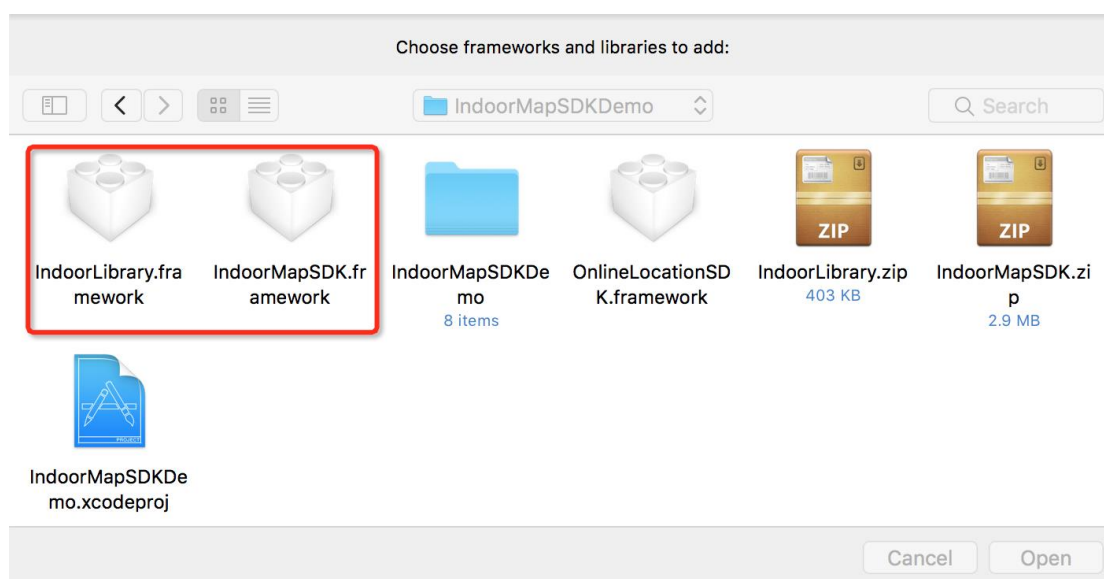 Choose frameworks and libraries to add:
IndoorMapSDKDemo
Search
IndoorLibrary.fra
mework
IndoorMapSDK.fr
amework
IndoorMapSDKDe
mo
8 items
OnlineLocationSD
K.framework
ZIP
IndoorLibrary.zip
403 KB
ZIP
IndoorMapSDK.zi
p
2.9 MB
PROJECT
IndoorMapSDKDe
mo.xcodeproj
Cancel
Open